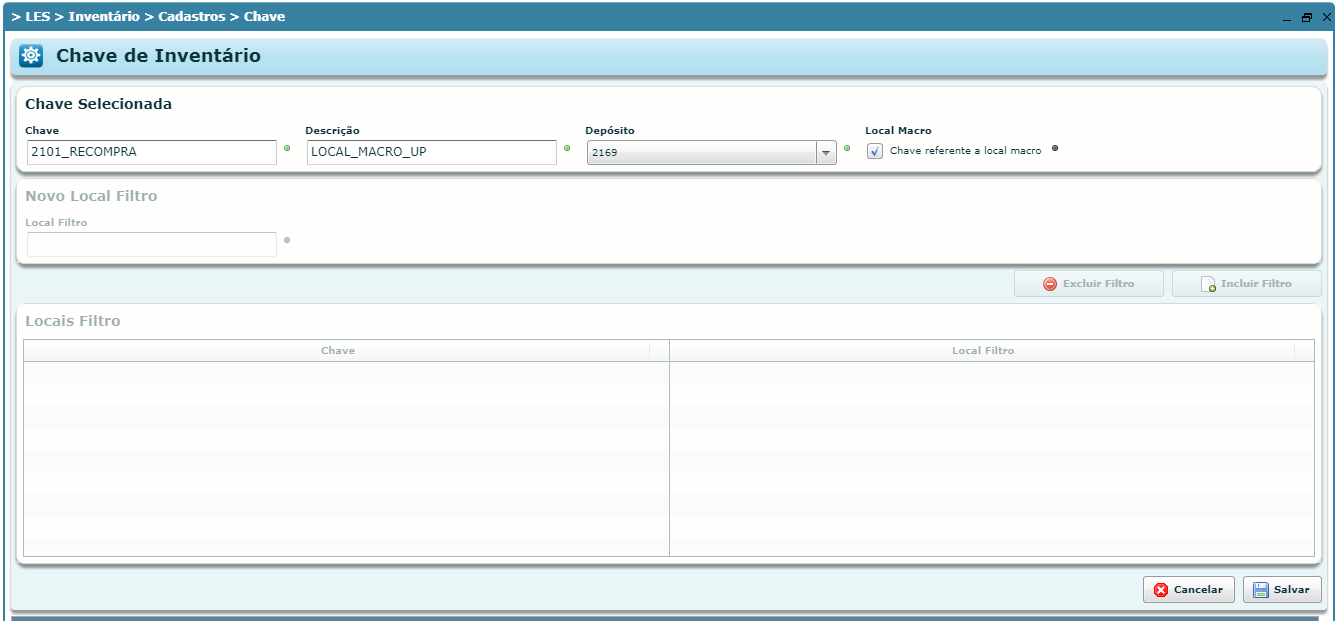 > LES > Inventário > Cadastros > Chave
Chave de Inventário
Chave Selecionada
Chave Descrição Depósito Local Macro
2101_RECOMPRA LOCAL_MACRO_UP 2169 Chave referente a local macro
Novo Local Filtro
Local Filtro
Excluir Filtro Incluir Filtro
Locais Filtro
Chave Local Filtro
Cancelar Salvar